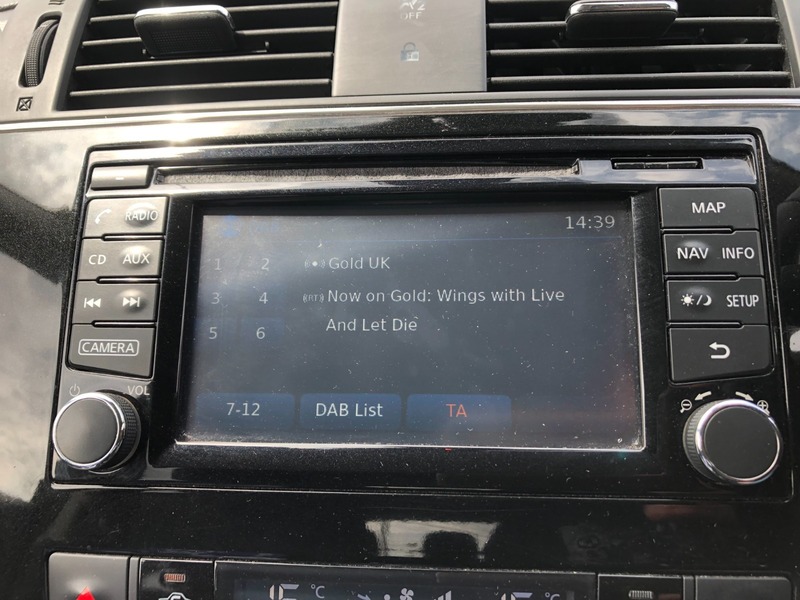 OFF
RADIO
CD AUX
CAMERA
VOL
14:39
1 2
Gold UK
3 4
(RT) Now on Gold: Wings with Live
And Let Die
5 6
7-12 DAB List TA
MAP
NAV INFO
SETUP
°C °C